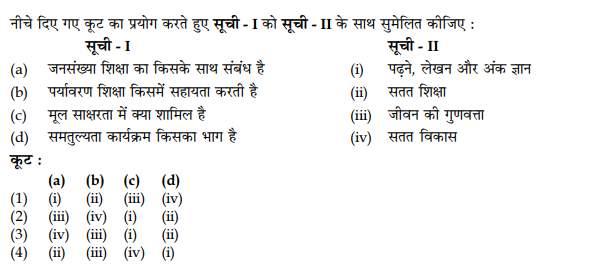 नीचे दिए गए कूट का प्रयोग करते हुए सूची - I को सूची - II के साथ सुमेलित कीजिए :
सूची - I सूची - II
(a) जनसंख्या शिक्षा का किसके साथ संबंध है (i) पढ़ने, लेखन और अंक ज्ञान
(b) पर्यावरण शिक्षा किसमें सहायता करती है (ii) सतत शिक्षा
(c) मूल साक्षरता में क्या शामिल है (iii) जीवन की गुणवत्ता
(d) समतुल्यता कार्यक्रम किसका भाग है (iv) सतत विकास
कूट :
(a) (b) (c) (d)
(1) (i) (ii) (iii) (iv)
(2) (iii) (iv) (i) (ii)
(3) (iv) (iii) (i) (ii)
(4) (ii) (iii) (iv) (i)